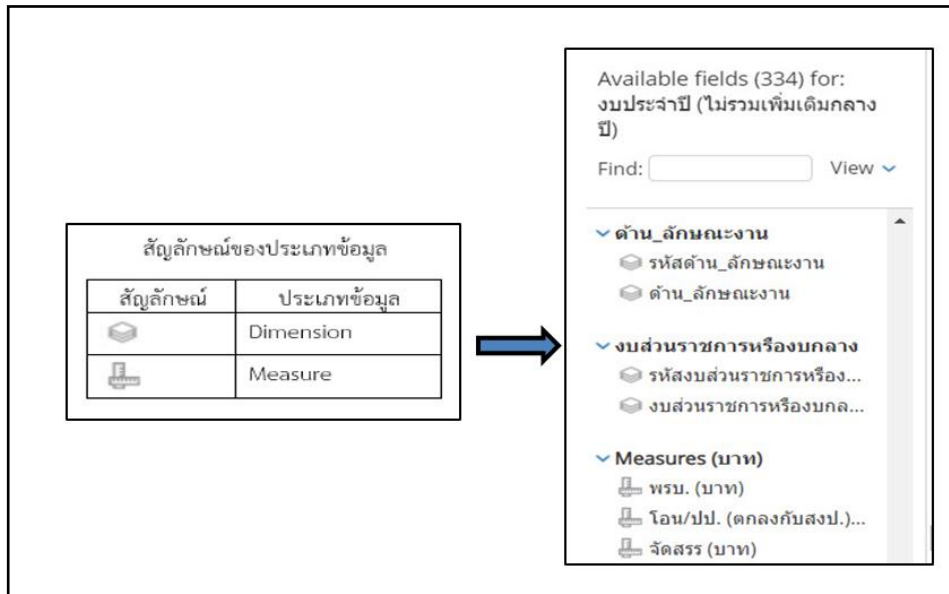 สัญลักษณ์ของประเภทข้อมูล
สัญลักษณ์ ประเภทข้อมูล
Dimension
Measure
Available fields (334) for:
งบประจำปี (ไม่รวมเพิ่มเติมกลาง
ปี)
Find: View
ด้าน_ลักษณะงาน
รหัสด้าน_ลักษณะงาน
ด้าน_ลักษณะงาน
งบส่วนราชการหรืองบกลาง
รหัสงบส่วนราชการหรือง...
งบส่วนราชการหรืองบกล...
Measures (บาท)
พรบ. (บาท)
โอน/ปป. (ตกลงกับสงป.)...
จัดสรร (บาท)